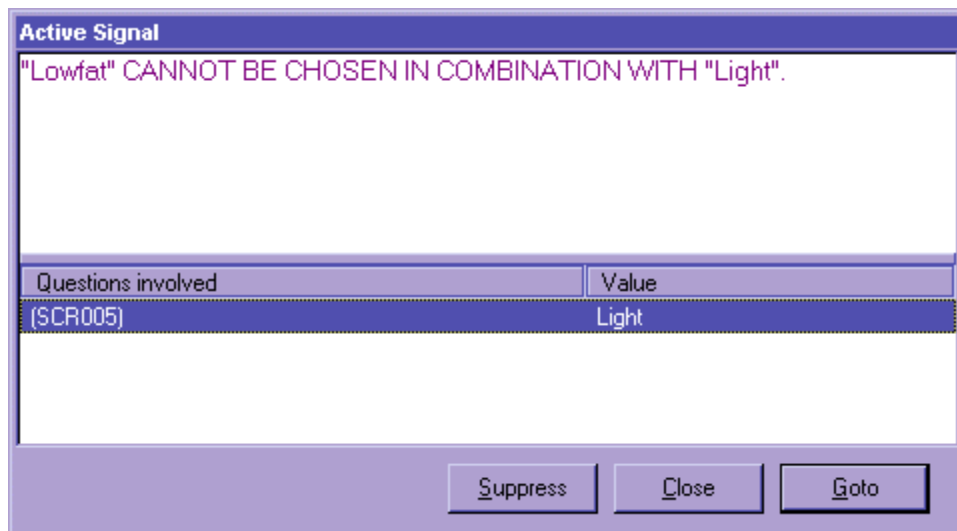 Active Signal
"Lowfat" CANNOT BE CHOSEN IN COMBINATION WITH "Light".
Questions involved Value
(SCR005) Light
Suppress Close Goto